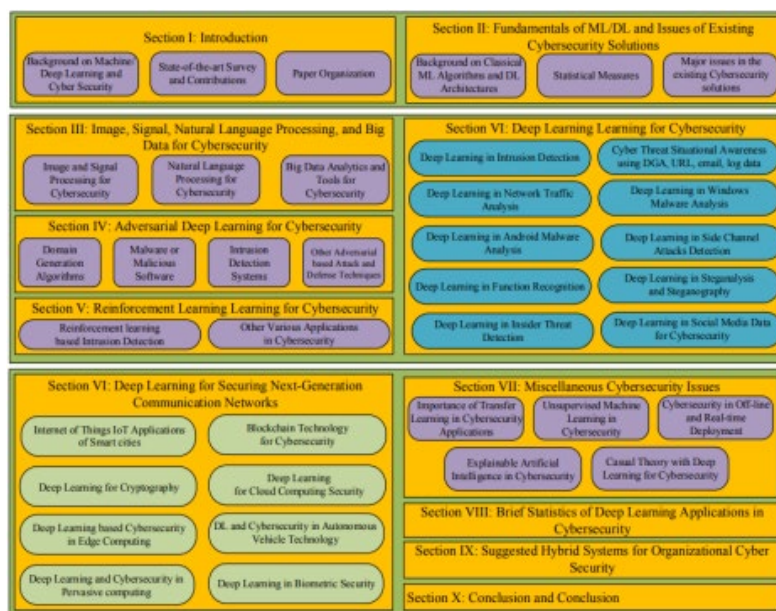 Section I: Introduction
Background on Machine/
Deep Learning and
Cyber Security
State-of-the-art Survey
and Contributions
Paper Organization
Section II: Fundamentals of ML/DL and Issues of Existing
Cybersecurity Solutions
Background on Classical
ML Algorithms and DL
Architectures
Statistical Measures
Major issues in the
existing Cybersecurity
solutions
Section III: Image, Signal, Natural Language Processing, and Big
Data for Cybersecurity
Image and Signal
Processing for
Cybersecurity
Natural Language
Processing for
Cybersecurity
Big Data Analytics and
Tools for
Cybersecurity
Section IV: Adversarial Deep Learning for Cybersecurity
Domain
Generation
Algorithms
Malware or
Malicious
Software
Intrusion
Detection
Systems
Other Adversarial
based Attack and
Defense Techniques
Section V: Reinforcement Learning Learning for Cybersecurity
Reinforcement learning
based Intrusion Detection
Other Various Applications
in Cybersecurity
Section VI: Deep Learning Learning for Cybersecurity
Deep Learning in Intrusion Detection
Cyber Threat Situational Awareness
using DGA, URL, email, log data
Deep Learning in Network Traffic
Analysis
Deep Learning in Windows
Malware Analysis
Deep Learning in Android Malware
Analysis
Deep Learning in Side Channel
Attacks Detection
Deep Learning in Function Recognition
Deep Learning in Steganalysis
and Steganography
Deep Learning in Insider Threat
Detection
Deep Learning in Social Media Data
for Cybersecurity
Section VI: Deep Learning for Securing Next-Generation
Communication Networks
Internet of Things IoT Applications
of Smart cities
Blockchain Technology
for Cybersecurity
Deep Learning for Cryptography
Deep Learning
for Cloud Computing Security
Deep Learning based Cybersecurity
in Edge Computing
DL and Cybersecurity in Autonomous
Vehicle Technology
Deep Learning and Cybersecurity in
Pervasive computing
Deep Learning in Biometric Security
Section VII: Miscellaneous Cybersecurity Issues
Importance of Transfer
Learning in Cybersecurity
Applications
Unsupervised Machine
Learning in
Cybersecurity
Cybersecurity in Off-line
and Real-time
Deployment
Explainable Artificial
Intelligence in Cybersecurity
Casual Theory with Deep
Learning for Cybersecurity
Section VIII: Brief Statistics of Deep Learning Applications in
Cybersecurity
Section IX: Suggested Hybrid Systems for Organizational Cyber
Security
Section X: Conclusion and Conclusion